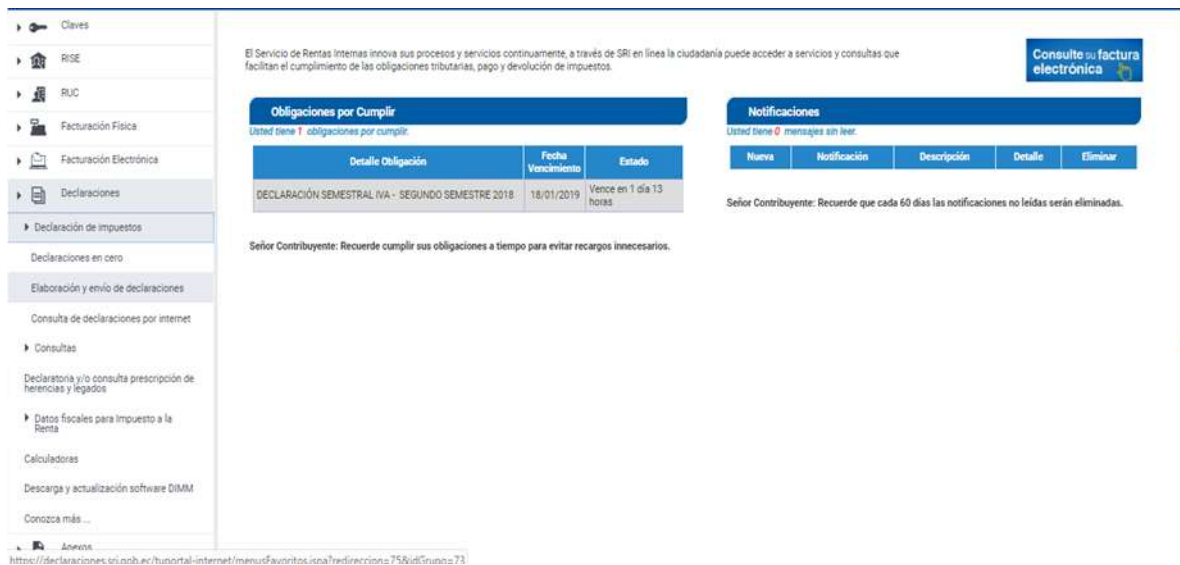 Claves
RISE
RUC
Facturación Física
Facturación Electrónica
Declaraciones
Declaración de impuestos
Declaraciones en cero
Elaboración y envío de declaraciones
Consulta de declaraciones por internet
Consultas
Declaratoria y/o consulta prescripción de
herencias y legados
Datos fiscales para Impuesto a la
Renta
Calculadoras
Descarga y actualización software DIMM
Conozca más ...
Anexos
https://declaraciones.sri.gob.ec/tuportal-internet/menusFavoritos.jspa?redireccion=75&idGrupo=73
El Servicio de Rentas Internas innova sus procesos y servicios continuamente, a través de SRI en línea la ciudadanía puede acceder a servicios y consultas que
facilitan el cumplimiento de las obligaciones tributarias, pago y devolución de impuestos.
Consulte su factura
electrónica
Obligaciones por Cumplir
Usted tiene 1 obligaciones por cumplir.
Detalle Obligación Fecha Vencimiento Estado
DECLARACIÓN SEMESTRAL IVA - SEGUNDO SEMESTRE 2018 18/01/2019 Vence en 1 día 13
horas
Señor Contribuyente: Recuerde cumplir sus obligaciones a tiempo para evitar recargos innecesarios.
Notificaciones
Usted tiene 0 mensajes sin leer.
Nueva Notificación Descripción Detalle Eliminar
Señor Contribuyente: Recuerde que cada 60 días las notificaciones no leídas serán eliminadas.